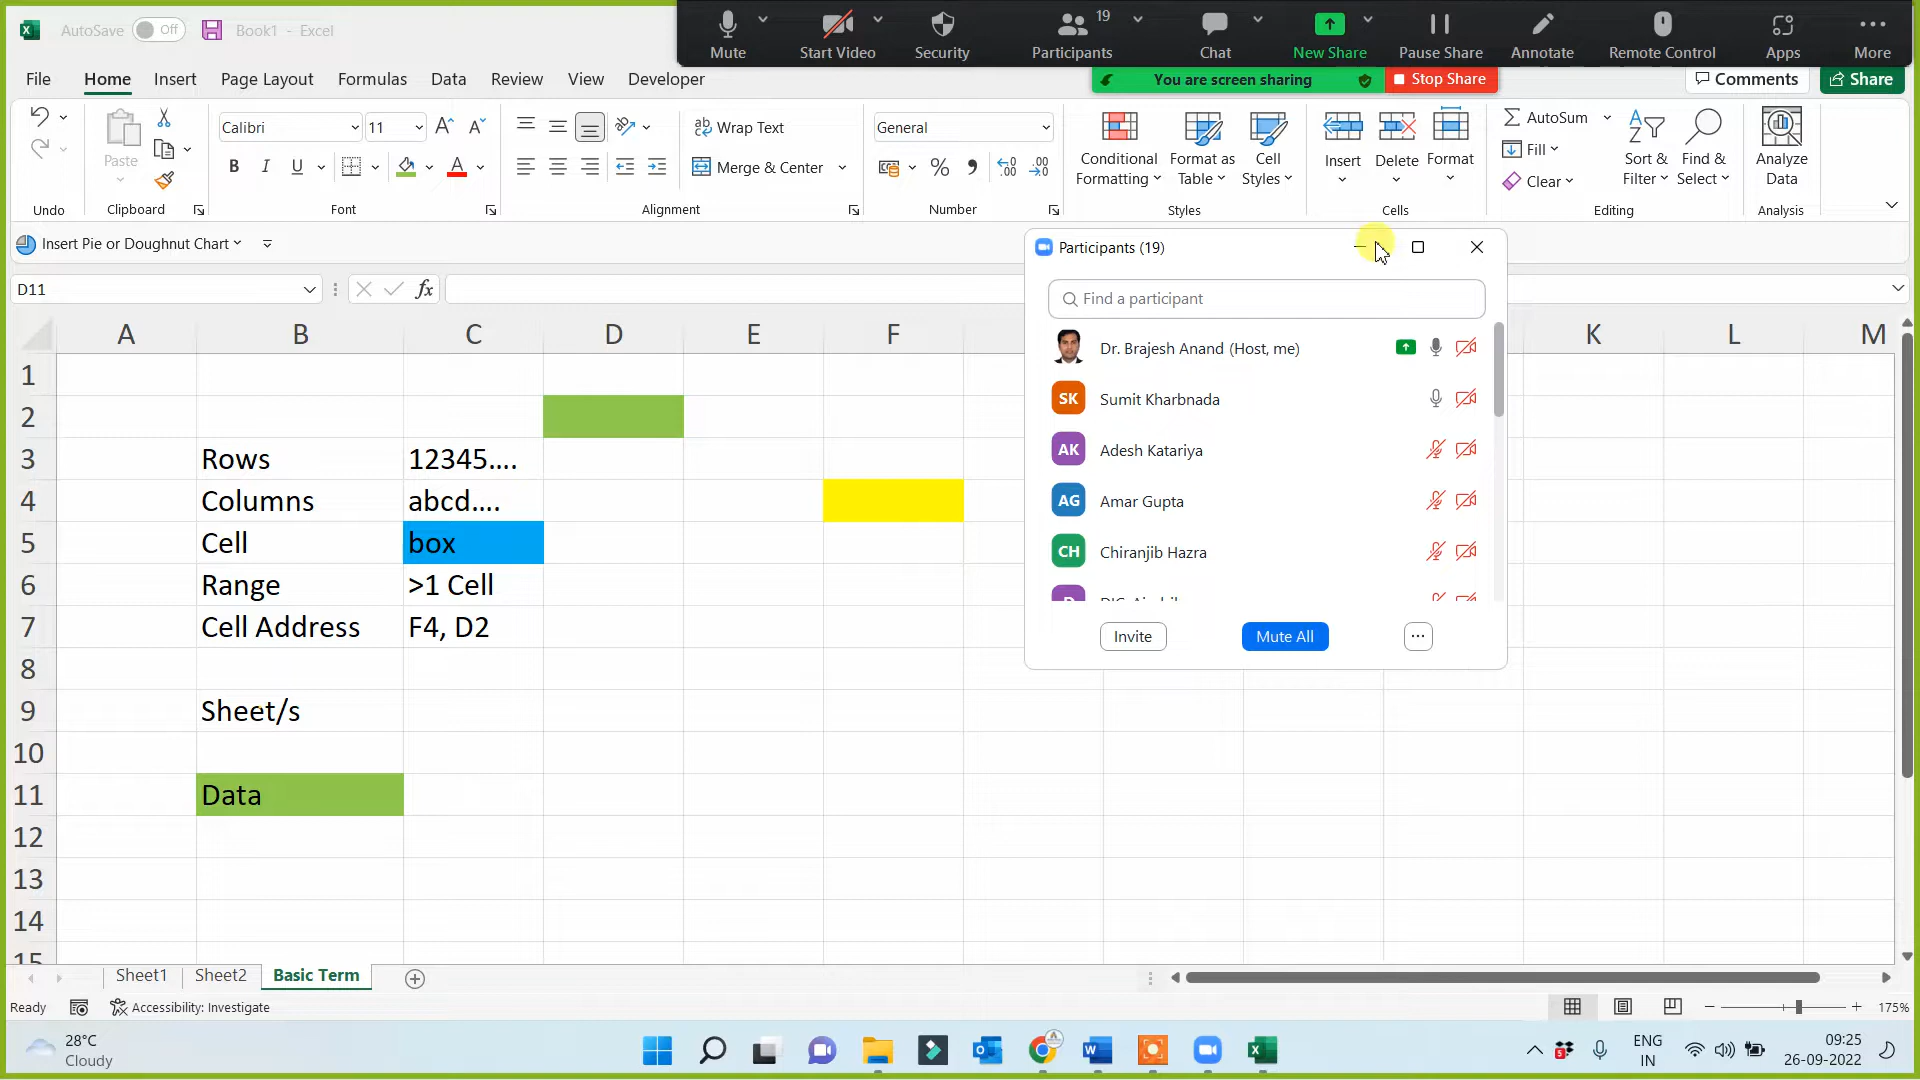 AutoSave Off Book1 - Excel
Mute Start Video Security Participants 19 Chat New Share Pause Share Annotate Remote Control Apps More
File Home Insert Page Layout Formulas Data Review View Developer
You are screen sharing Stop Share
Comments Share
Paste
Calibri 11
B I U A
ab Wrap Text
Merge & Center
General
Conditional Formatting
Format as Table
Cell Styles
Insert Delete Format
AutoSum
Fill
Clear
Sort & Filter
Find & Select
Analyze Data
Undo Clipboard Font Alignment Number Styles Cells Editing Analysis
Insert Pie or Doughnut Chart
D11 fx
Participants (19)
Find a participant
Dr. Brajesh Anand (Host, me)
SK Sumit Kharbnada
AK Adesh Katariya
AG Amar Gupta
CH Chiranjib Hazra
Invite Mute All ...
A B C D E F K L M
1
2
3 Rows 12345....
4 Columns abcd....
5 Cell box
6 Range >1 Cell
7 Cell Address F4, D2
8
9 Sheet/s
10
11 Data
12
13
14
15
Sheet1 Sheet2 Basic Term
Ready Accessibility: Investigate 175%
28°C
Cloudy
ENG
IN
09:25
26-09-2022